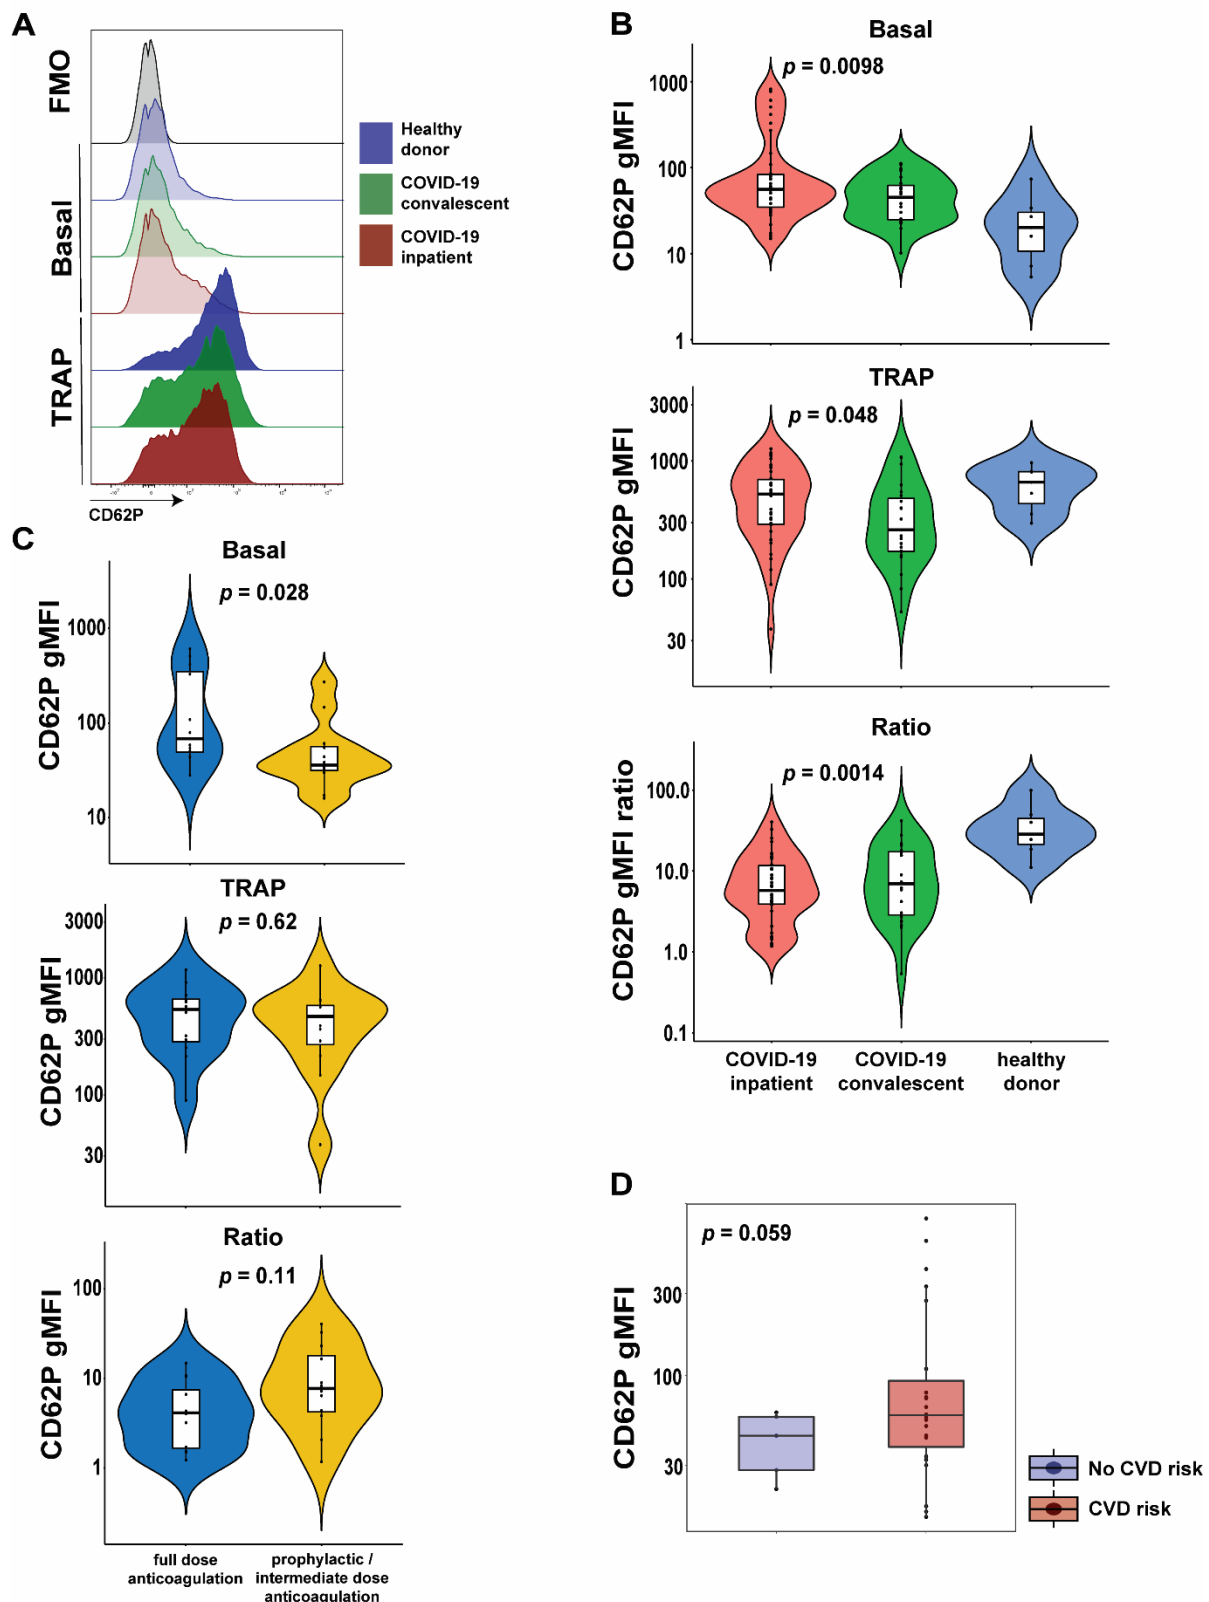 A
FMO
Basal
TRAP
CD62P
Healthy
donor
COVID-19
convalescent
COVID-19
inpatient
B
Basal
p = 0.0098
CD62P gMFI
1000
100
10
1
TRAP
p = 0.048
CD62P gMFI
3000
1000
300
100
30
Ratio
p = 0.0014
CD62P gMFI ratio
100.0
10.0
1.0
0.1
COVID-19
inpatient
COVID-19
convalescent
healthy
donor
C
Basal
p = 0.028
CD62P gMFI
1000
100
10
TRAP
p = 0.62
CD62P gMFI
3000
1000
300
100
30
Ratio
p = 0.11
CD62P gMFI
100
10
1
full dose
anticoagulation
prophylactic /
intermediate dose
anticoagulation
D
p = 0.059
CD62P gMFI
300
100
30
No CVD risk
CVD risk